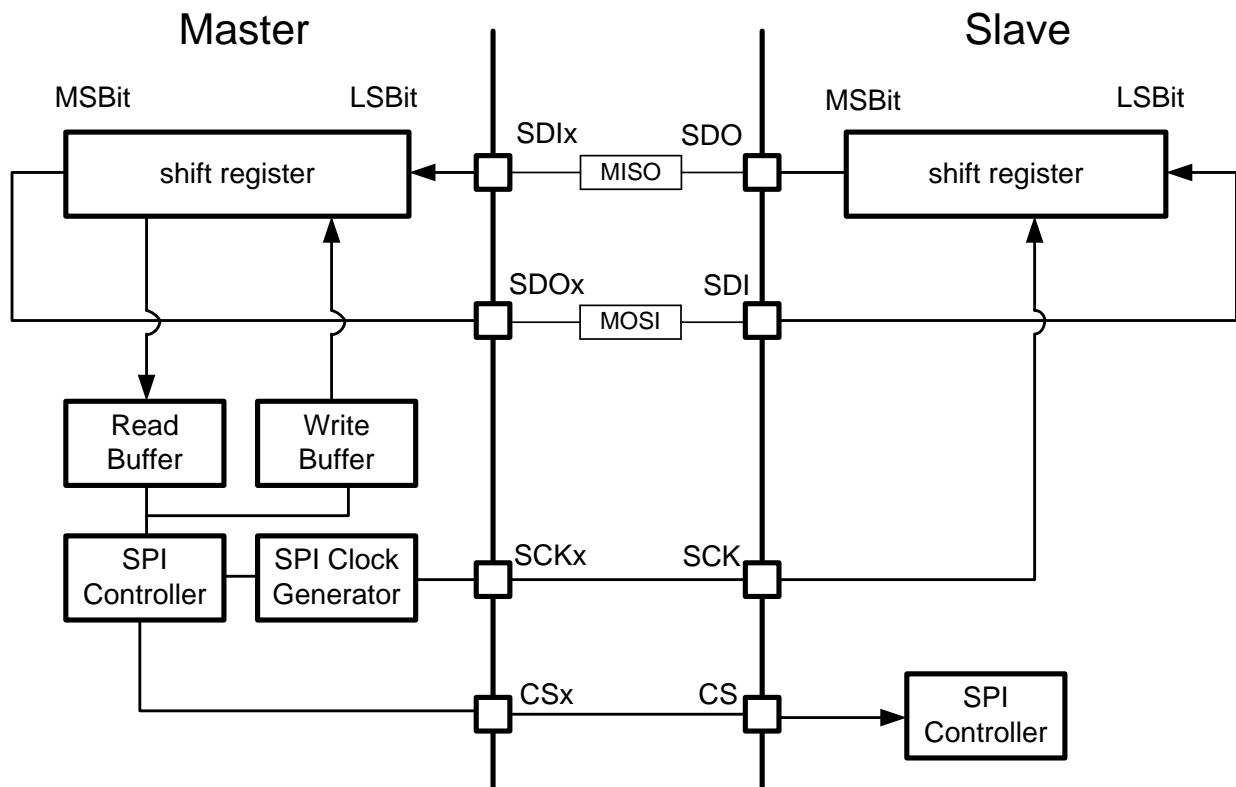 Master
Slave
MSBit
LSBit
MSBit
LSBit
SDIx
SDO
shift register
MISO
shift register
SDOx
SDI
MOSI
Read
Buffer
Write
Buffer
SPI
Controller
SPI Clock
Generator
SCKx
SCK
CSx
CS
SPI
Controller